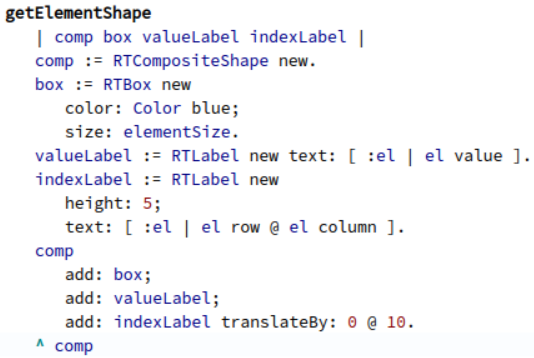 getElementShape
| comp box valueLabel indexLabel |
comp := RTCompositeShape new.
box := RTBox new
color: Color blue;
size: elementSize.
valueLabel := RTLabel new text: [ :el | el value ].
indexLabel := RTLabel new
height: 5;
text: [ :el | el row @ el column ].
comp
add: box;
add: valueLabel;
add: indexLabel translateBy: 0 @ 10.
^ comp